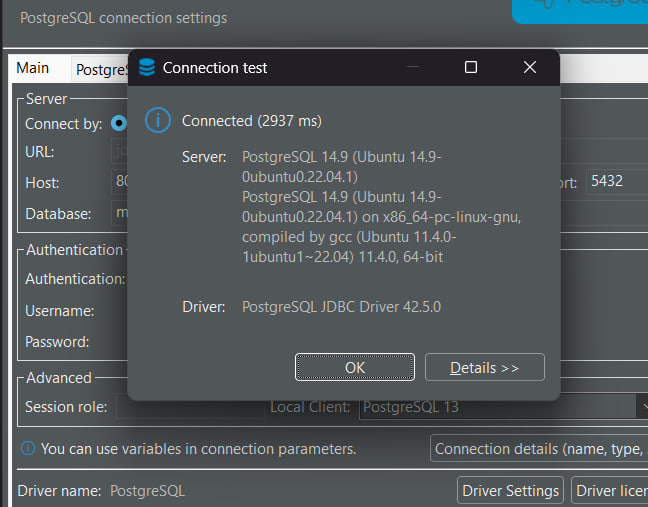 PostgreSQL connection settings
Main
Connection test
Server
Connected (2937 ms)
Connect by:
URL:
Server: PostgreSQL 14.9 (Ubuntu 14.9-
0ubuntu0.22.04.1)
Host: 80
PostgreSQL 14.9 (Ubuntu 14.9-
5432
0ubuntu0.22.04.1) on x86_64-pc-linux-gnu,
Database:
compiled by gcc (Ubuntu 11.4.0-
1ubuntu1~22.04) 11.4.0, 64-bit
Authentication
Authentication:
Username:
Driver: PostgreSQL JDBC Driver 42.5.0
Password:
OK
Details >>
Advanced
Session role:
Local Client: PostgreSQL 13
You can use variables in connection parameters.
Connection details (name, type,
Driver name: PostgreSQL
Driver Settings
Driver